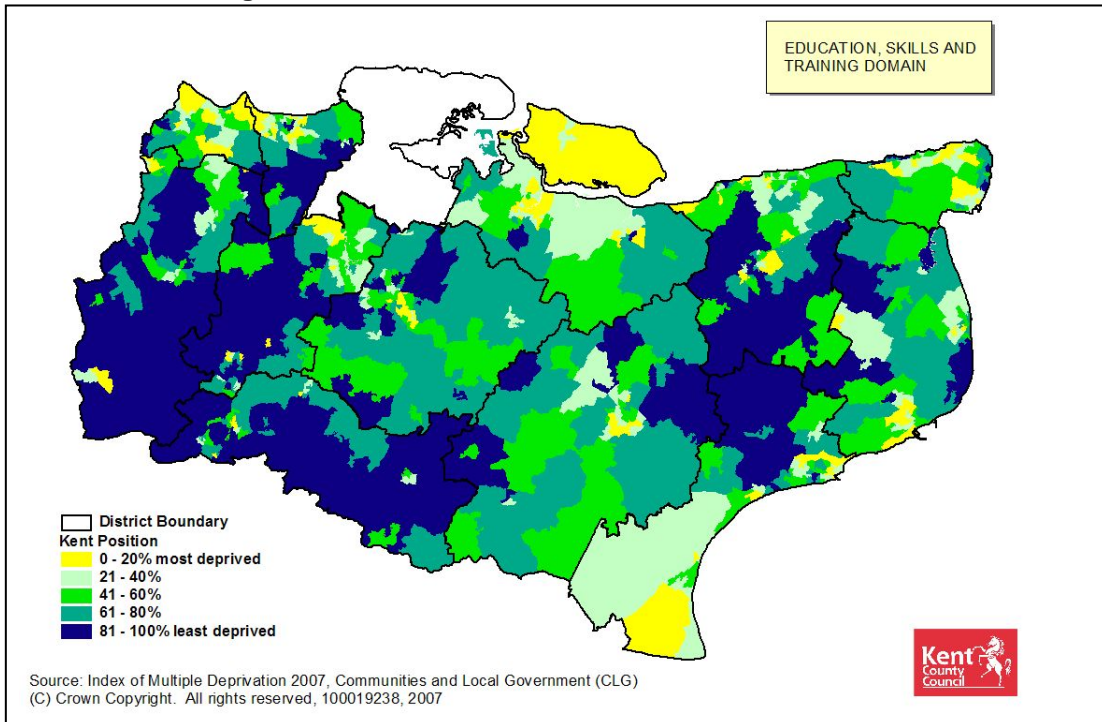 EDUCATION, SKILLS AND
TRAINING DOMAIN
District Boundary
Kent Position
0 - 20% most deprived
21 - 40%
41 - 60%
61 - 80%
81 - 100% least deprived
Kent
County
Council
Source: Index of Multiple Deprivation 2007, Communities and Local Government (CLG)
(C) Crown Copyright. All rights reserved, 100019238, 2007